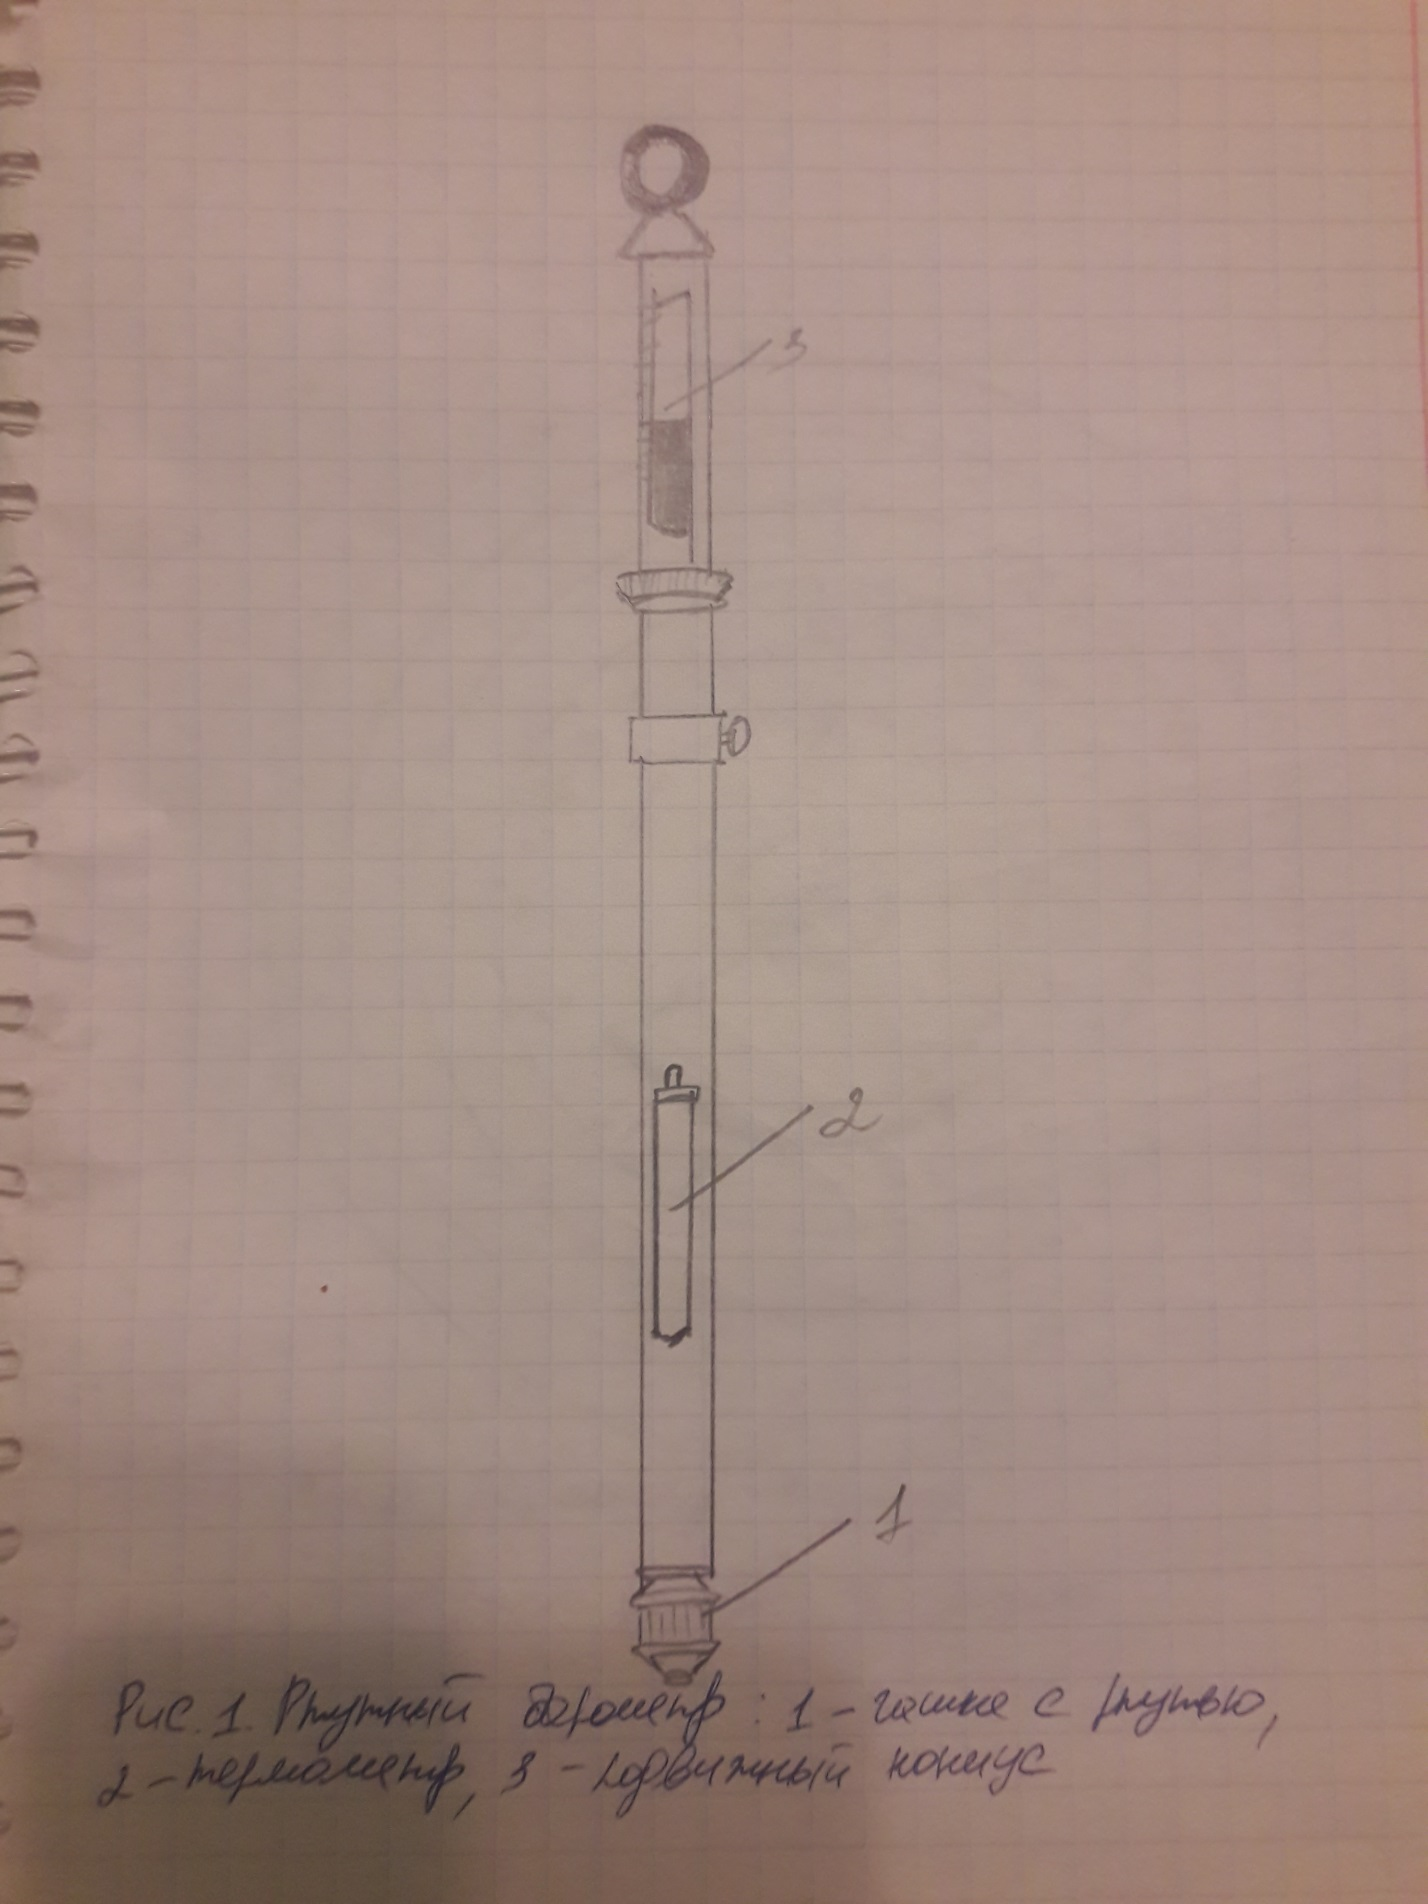 3
2
1
Рис. 1. Ртутный барометр: 1 – чашка с ртутью,
2 – термометр, 3 – подвижный конус